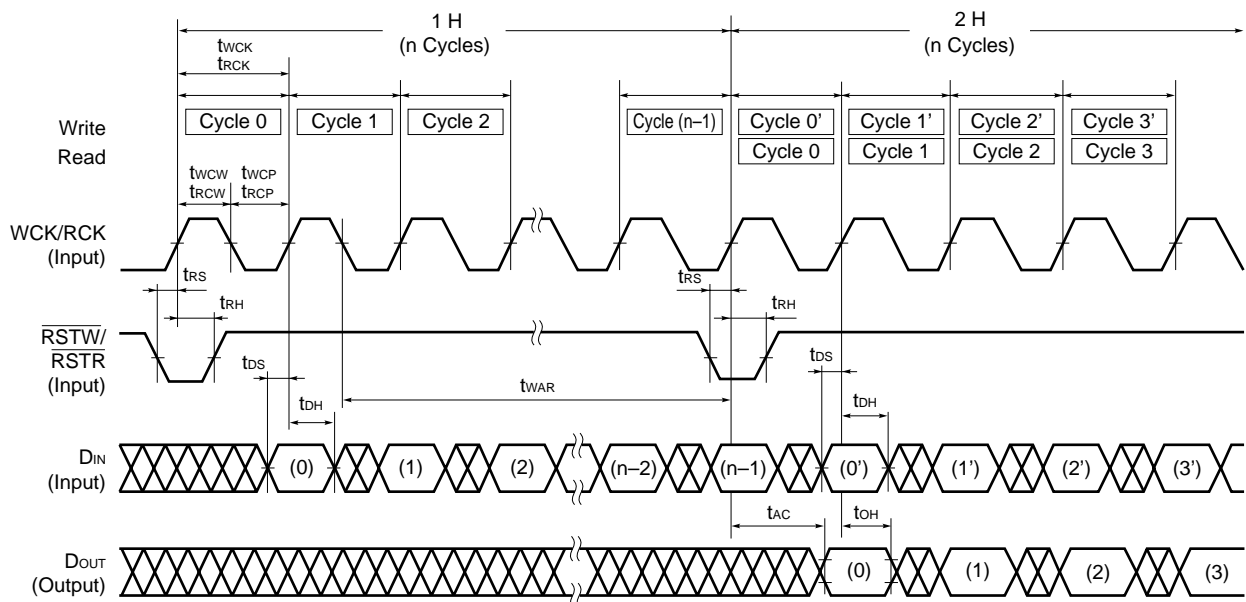 1 H
(n Cycles)
2 H
(n Cycles)
tWCK
tRCK
Write
Cycle 0
Cycle 1
Cycle 2
Cycle (n–1)
Cycle 0'
Cycle 1'
Cycle 2'
Cycle 3'
Read
Cycle 0
Cycle 1
Cycle 2
Cycle 3
tWCW
tRCW
tWCP
tRCP
WCK/RCK
(Input)
tRS
tRH
tRS
tRH
RSTW/
RSTR
(Input)
tDS
tDH
tWAR
tDS
tDH
DIN
(Input)
(0)
(1)
(2)
(n-2)
(n-1)
(0')
(1')
(2')
(3')
tAC
tOH
DOUT
(Output)
(0)
(1)
(2)
(3)